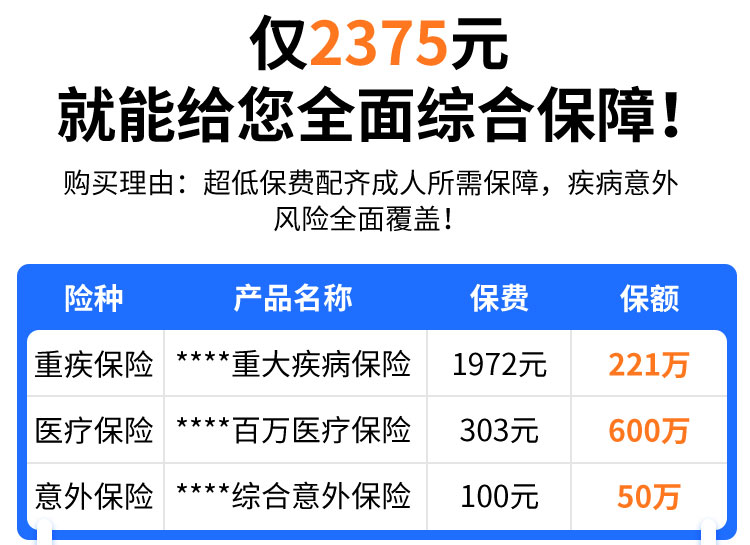 仅2375元
就能给您全面综合保障！
购买理由：超低保费配齐成人所需保障，疾病意外
风险全面覆盖！
险种 产品名称 保费 保额
重疾保险 ****重大疾病保险 1972元 221万
医疗保险 ****百万医疗保险 303元 600万
意外保险 ****综合意外保险 100元 50万